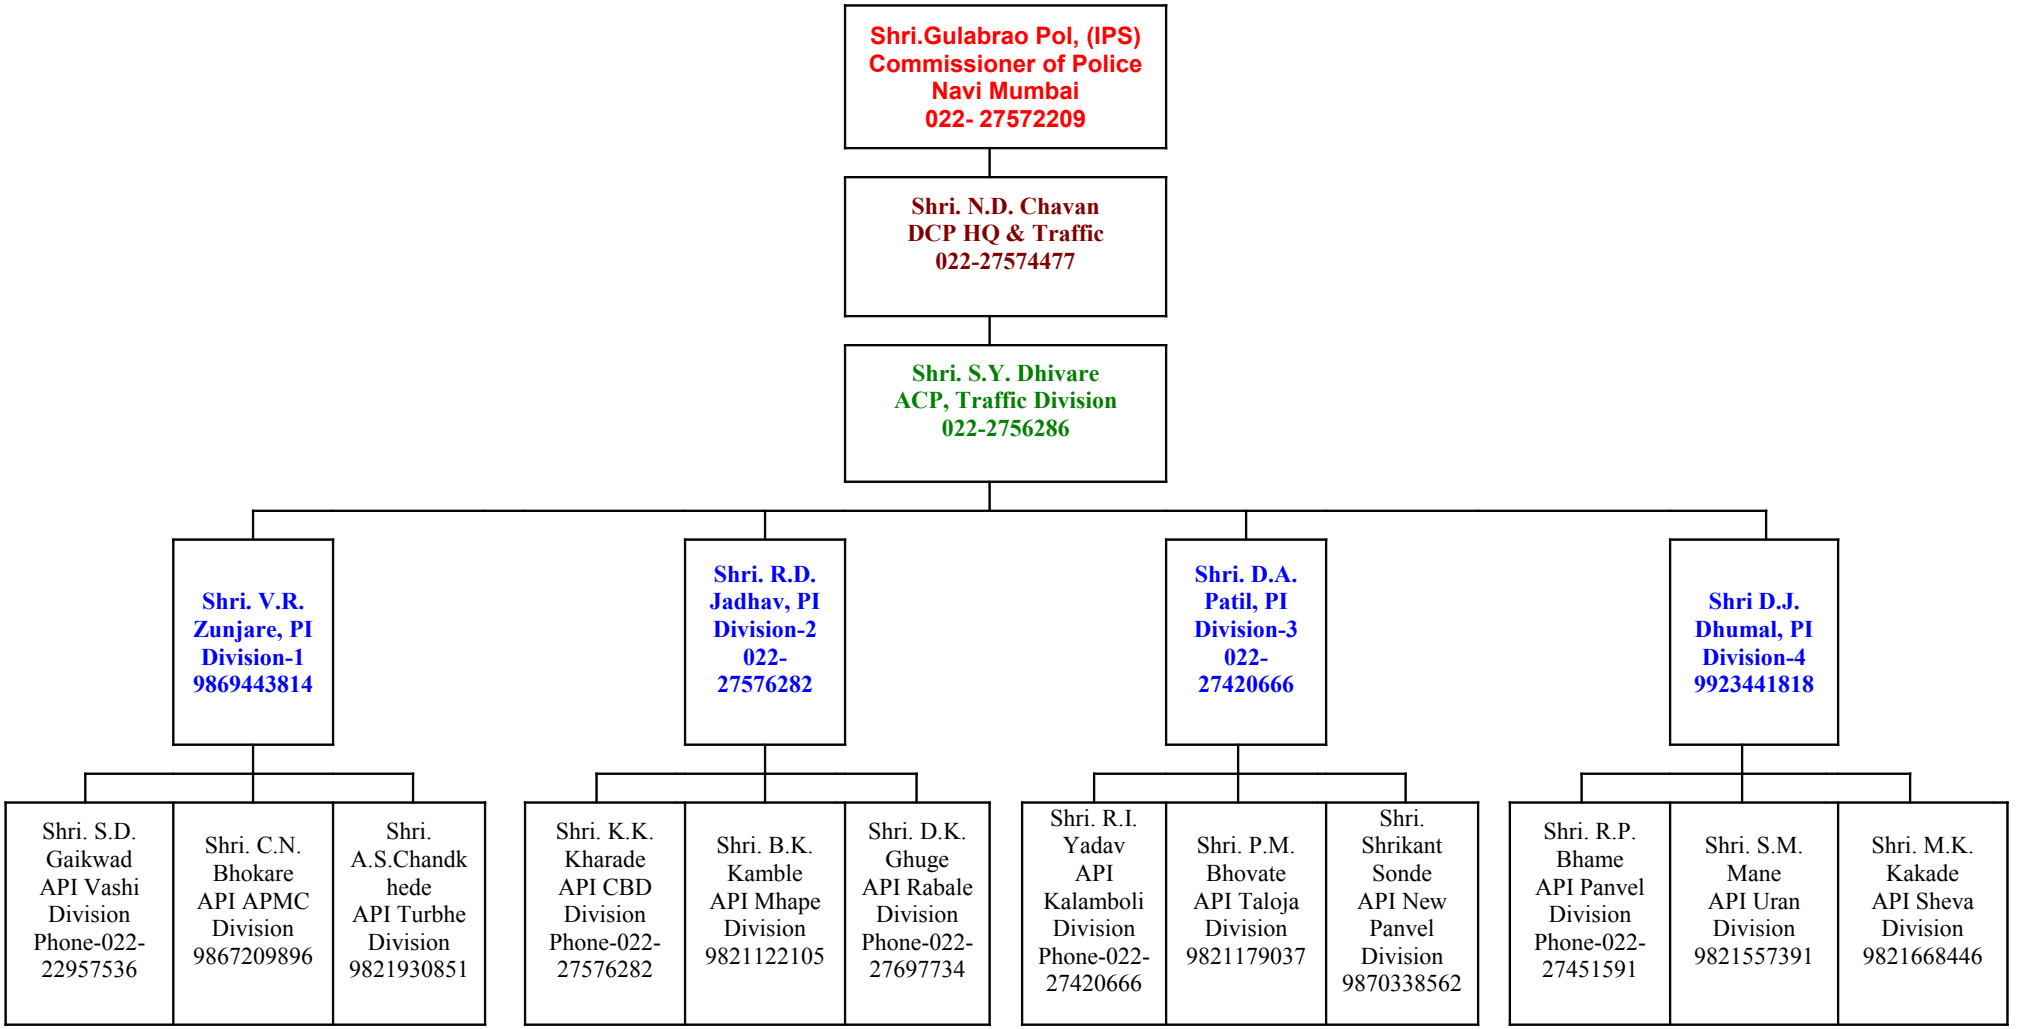 Shri.Gulabrao Pol, (IPS)
Commissioner of Police
Navi Mumbai
022- 27572209
Shri. N.D. Chavan
DCP HQ & Traffic
022-27574477
Shri. S.Y. Dhivare
ACP, Traffic Division
022-2756286
Shri. V.R.
Zunjare, PI
Division-1
9869443814
Shri. R.D.
Jadhav, PI
Division-2
022-
27576282
Shri. D.A.
Patil, PI
Division-3
022-
27420666
Shri D.J.
Dhumal, PI
Division-4
9923441818
Shri. S.D.
Gaikwad
API Vashi
Division
Phone-022-
22957536
Shri. C.N.
Bhokare
API APMC
Division
9867209896
Shri.
A.S.Chandk
hede
API Turbhe
Division
9821930851
Shri. K.K.
Kharade
API CBD
Division
Phone-022-
27576282
Shri. B.K.
Kamble
API Mhape
Division
9821122105
Shri. D.K.
Ghuge
API Rabale
Division
Phone-022-
27697734
Shri. R.I.
Yadav
API
Kalamboli
Division
Phone-022-
27420666
Shri. P.M.
Bhovate
API Taloja
Division
9821179037
Shri.
Shrikant
Sonde
API New
Panvel
Division
9870338562
Shri. R.P.
Bhame
API Panvel
Division
Phone-022-
27451591
Shri. S.M.
Mane
API Uran
Division
9821557391
Shri. M.K.
Kakade
API Sheva
Division
9821668446